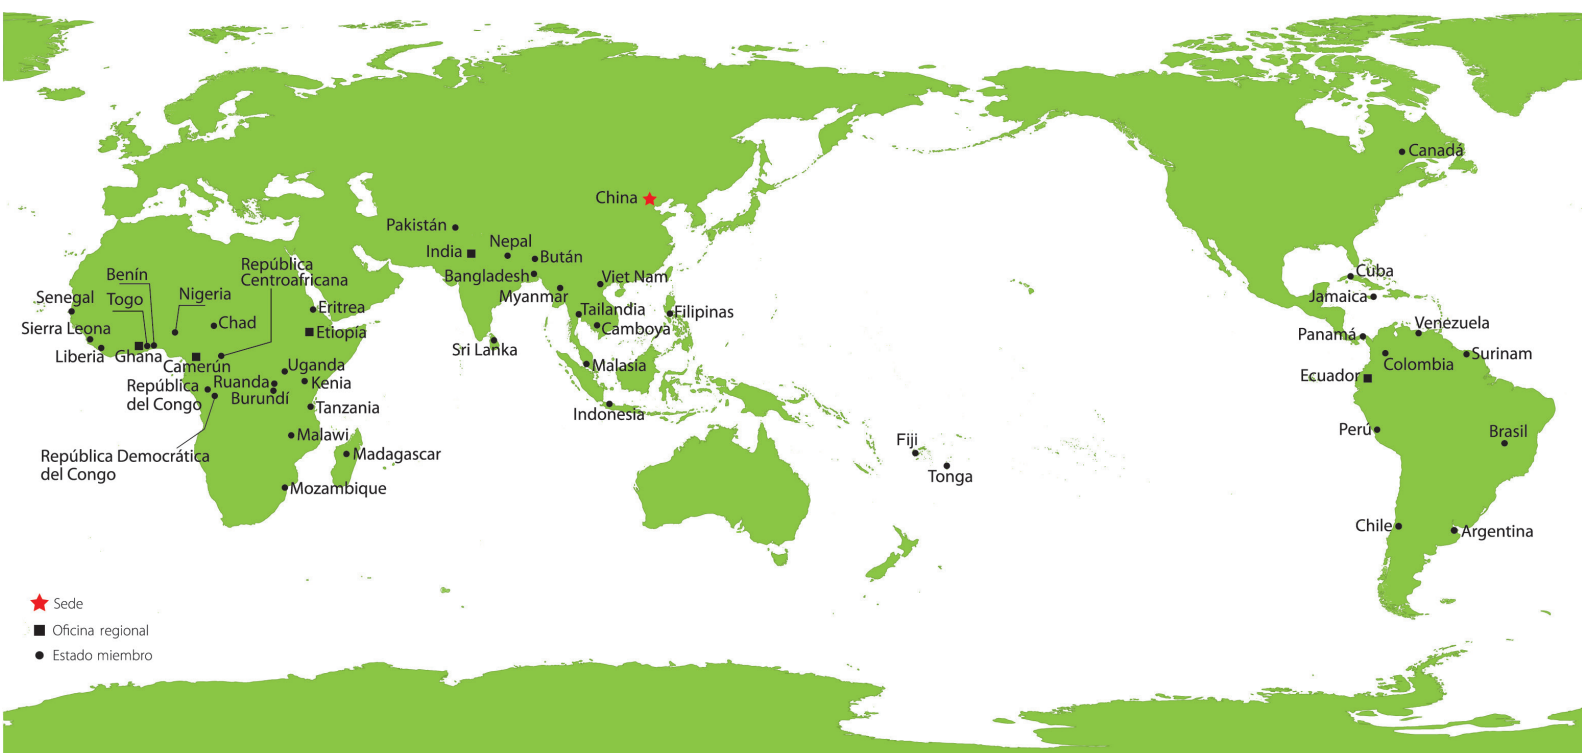 Canadá
China
Pakistán
Nepal
India
Bután
Bangladesh
Viet Nam
Myanmar
Tailandia
Filipinas
Camboya
Sri Lanka
Malasia
Indonesia
República
Centroafricana
Benín
Togo
Nigeria
Senegal
Eritrea
Chad
Etiopia
Sierra Leona
Liberia
Ghana
Camerún
Uganda
Ruanda
Kenia
República
del Congo
Burundí
Tanzania
Malawi
República Democrática
del Congo
Madagascar
Mozambique
Fiji
Tonga
Cuba
Jamaica
Panamá
Venezuela
Surinam
Colombia
Ecuador
Perú
Brasil
Chile
Argentina
Sede
Oficina regional
Estado miembro